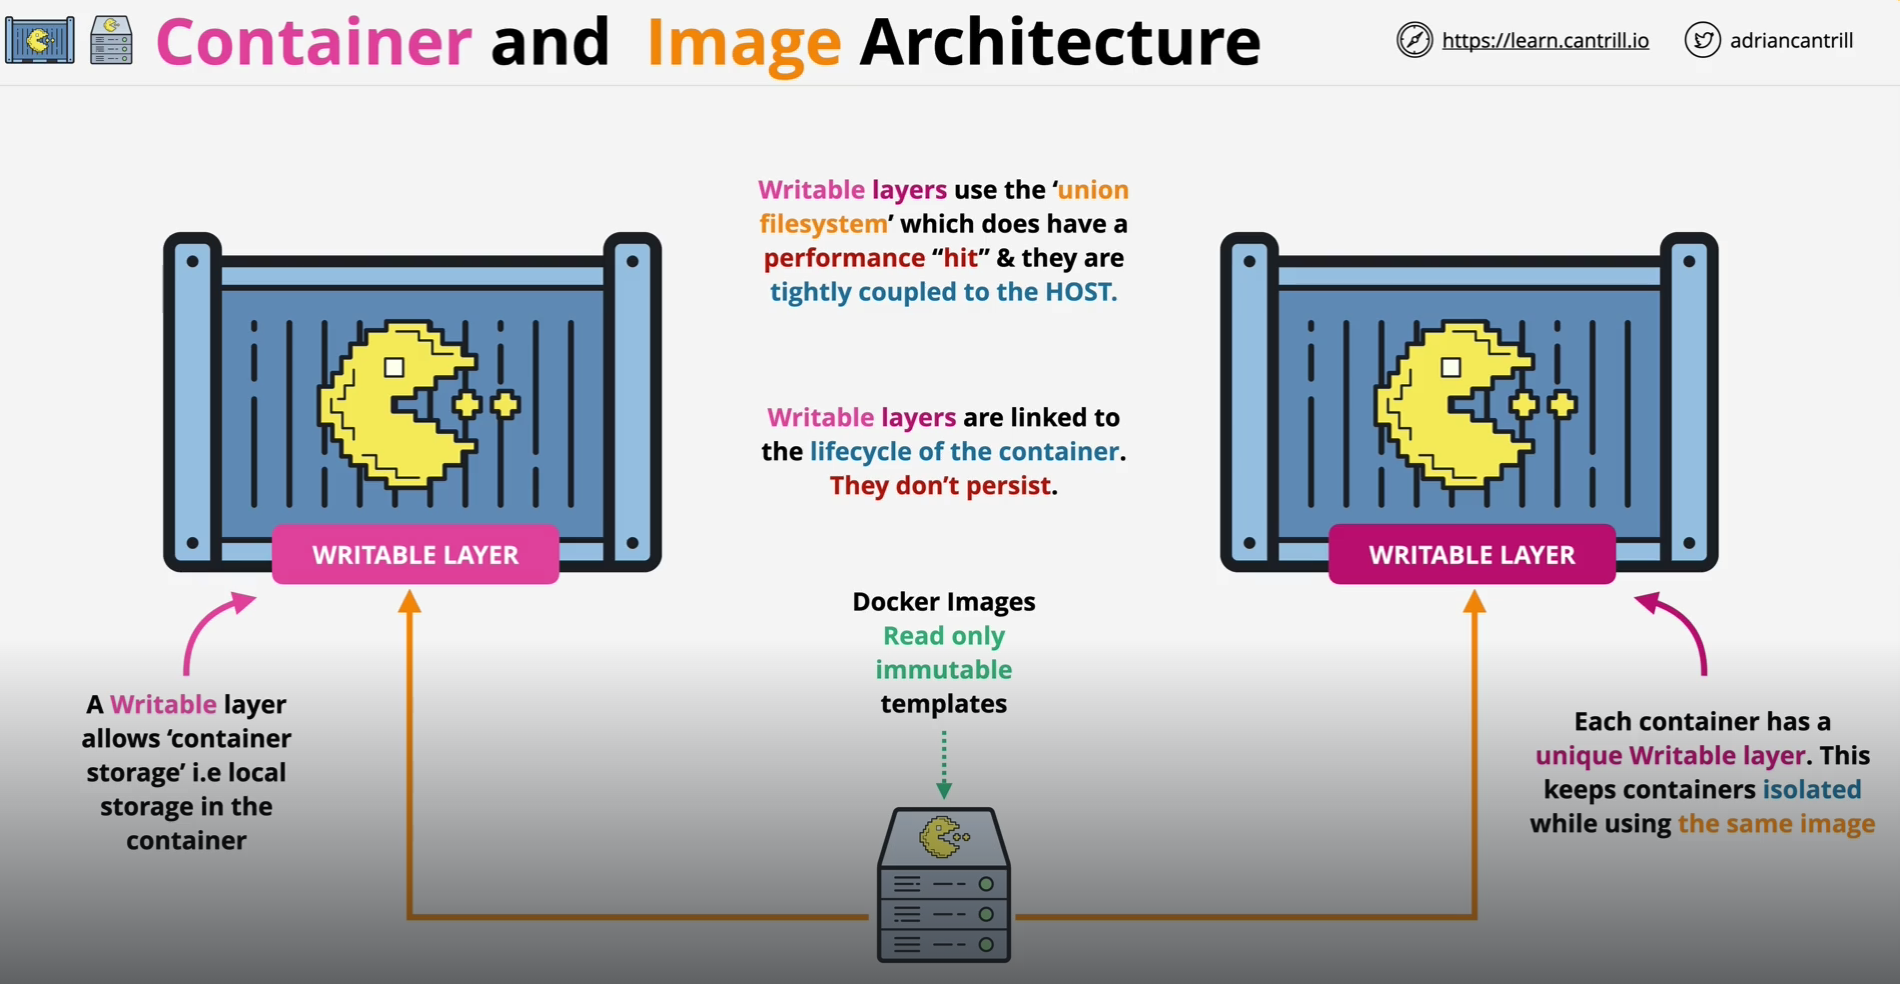 Container and Image Architecture
https://learn.cantrill.io
adriancantrill
Writable layers use the ‘union
filesystem’ which does have a
performance “hit” & they are
tightly coupled to the HOST.
Writable layers are linked to
the lifecycle of the container.
They don’t persist.
WRITABLE LAYER
WRITABLE LAYER
Docker Images
Read only
immutable
templates
A Writable layer
allows ‘container
storage’ i.e local
storage in the
container
Each container has a
unique Writable layer. This
keeps containers isolated
while using the same image